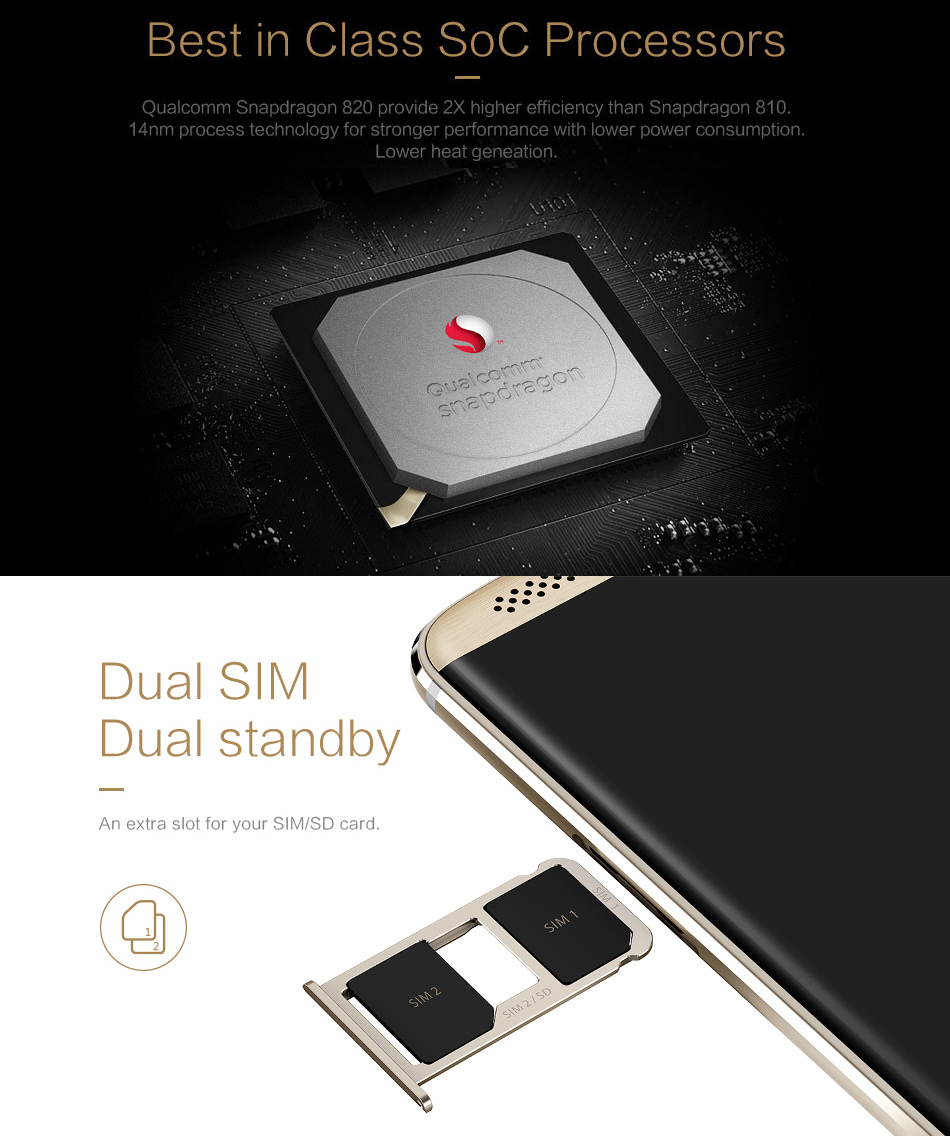 Best in Class SoC Processors
Qualcomm Snapdragon 820 provide 2X higher efficiency than Snapdragon 810.
14nm process technology for stronger performance with lower power consumption.
Lower heat geneation.
U1101
™
Qualcomm®
snapdragon
Dual SIM
Dual standby
An extra slot for your SIM/SD card.
1
2
SIM 1
SIM 1
SIM 2
SIM 2 / SD